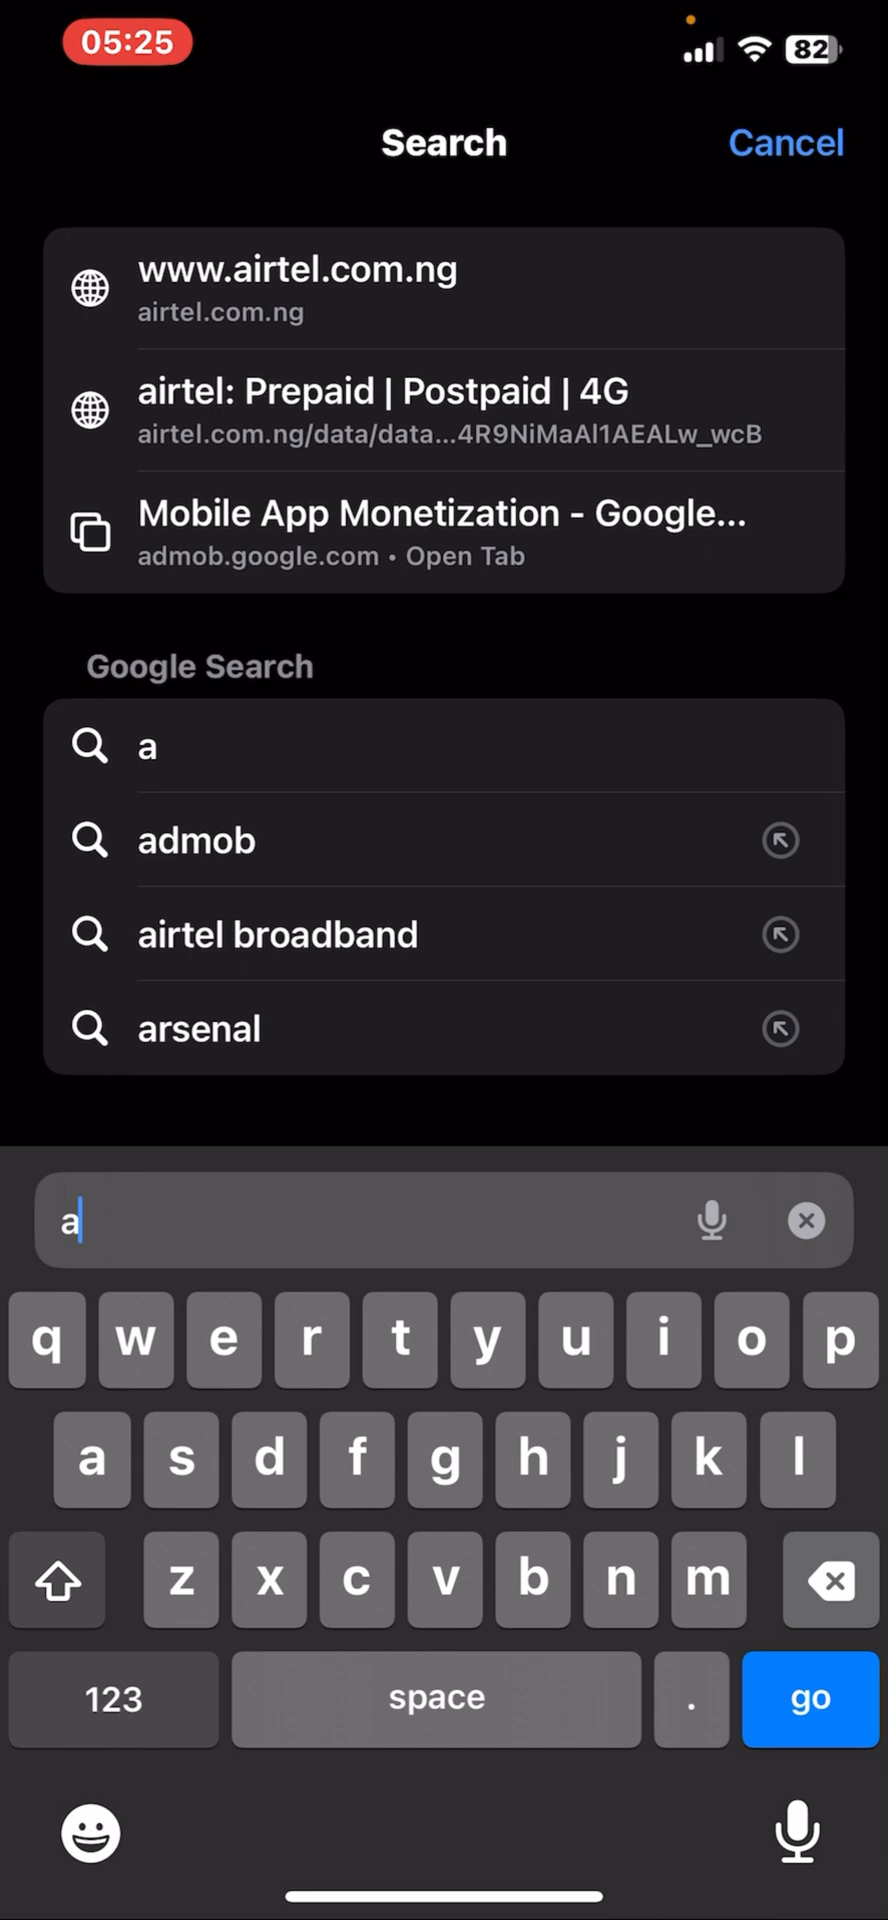 05:25
82
Search
Cancel
www.airtel.com.ng
airtel.com.ng
airtel: Prepaid | Postpaid | 4G
airtel.com.ng/data/data...4R9NiMaAl1AEALw_wcB
Mobile App Monetization - Google...
admob.google.com • Open Tab
Google Search
a
admob
airtel broadband
arsenal
a
q w e r t y u i o p
a s d f g h j k l
z x c v b n m
123 space . go